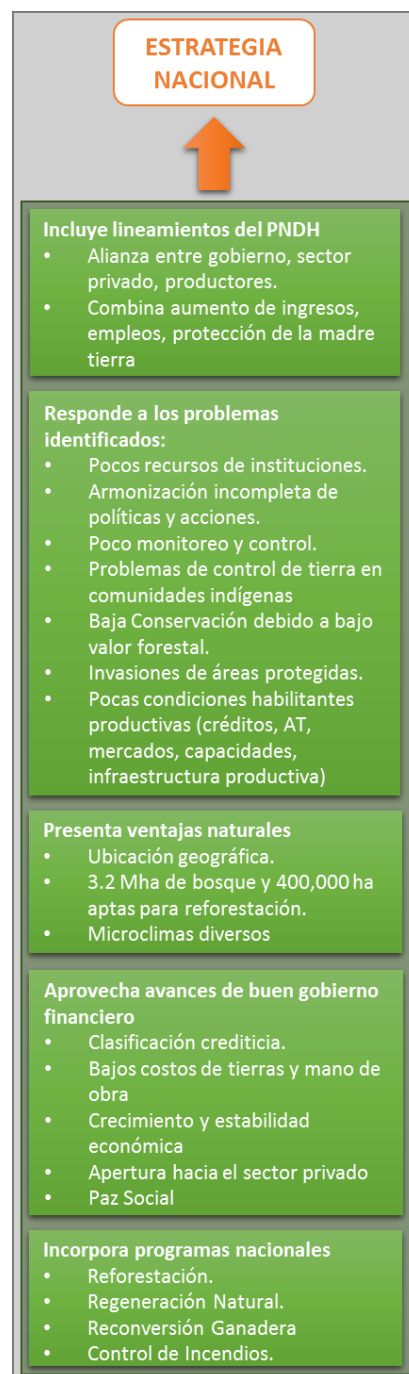 ESTRATEGIA
NACIONAL
Incluye lineamientos del PNDH
• Alianza entre gobierno, sector
privado, productores.
• Combina aumento de ingresos,
empleos, protección de la madre
tierra
Responde a los problemas
identificados:
• Pocos recursos de instituciones.
• Armonización incompleta de
políticas y acciones.
• Poco monitoreo y control.
• Problemas de control de tierra en
comunidades indígenas
• Baja Conservación debido a bajo
valor forestal.
• Invasiones de áreas protegidas.
• Pocas condiciones habilitantes
productivas (créditos, AT,
mercados, capacidades,
infraestructura productiva)
Presenta ventajas naturales
• Ubicación geográfica.
• 3.2 Mha de bosque y 400,000 ha
aptas para reforestación.
• Microclimas diversos
Aprovecha avances de buen gobierno
financiero
• Clasificación crediticia.
• Bajos costos de tierras y mano de
obra
• Crecimiento y estabilidad
económica
• Apertura hacia el sector privado
• Paz Social
Incorpora programas nacionales
• Reforestación.
• Regeneración Natural.
• Reconversión Ganadera
• Control de Incendios.